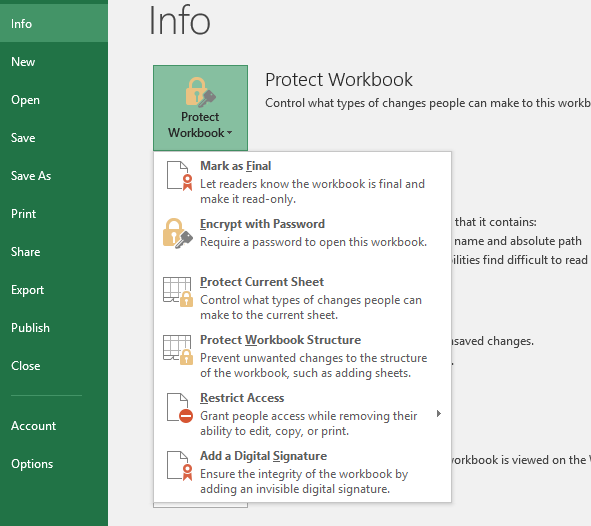 Info
New
Open
Save
Save As
Print
Share
Export
Publish
Close
Account
Options
Info
Protect
Workbook
Protect Workbook
Control what types of changes people can make to this workb
Mark as Final
Let readers know the workbook is final and
make it read-only.
Encrypt with Password
Require a password to open this workbook.
Protect Current Sheet
Control what types of changes people can
make to the current sheet.
Protect Workbook Structure
Prevent unwanted changes to the structure
of the workbook, such as adding sheets.
Restrict Access
Grant people access while removing their
ability to edit, copy, or print.
Add a Digital Signature
Ensure the integrity of the workbook by
adding an invisible digital signature.
that it contains:
name and absolute path
bilities find difficult to read
nsaved changes.
workbook is viewed on the